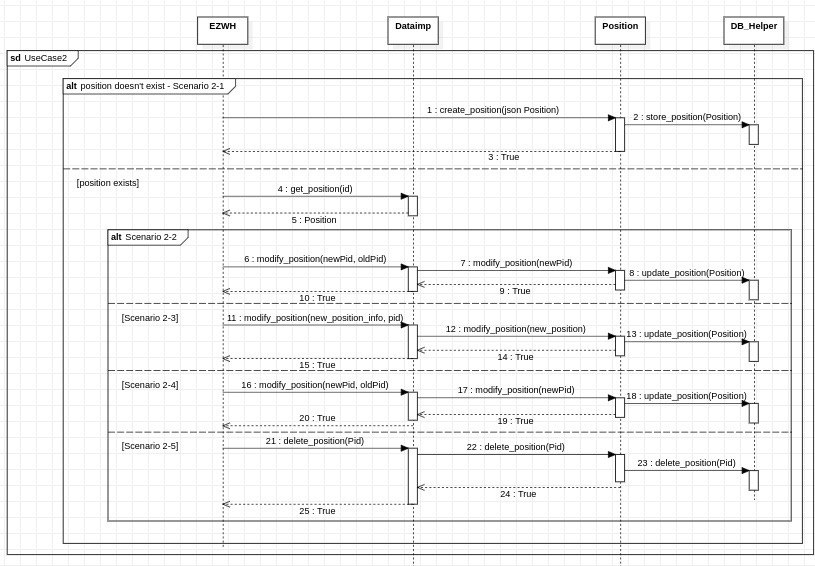 EZWH
Dataimp
Position
DB_Helper
sd UseCase2
alt position doesn't exist - Scenario 2-1
1 : create_position(json Position)
2 : store_position(Position)
3 : True
[position exists]
4 : get_position(id)
5 : Position
alt Scenario 2-2
6 : modify_position(newPid, oldPid)
7 : modify_position(newPid)
8 : update_position(Position)
9 : True
10 : True
[Scenario 2-3]
11 : modify_position(new_position_info, pid)
12 : modify_position(new_position)
13 : update_position(Position)
14 : True
15 : True
[Scenario 2-4]
16 : modify_position(newPid, oldPid)
17 : modify_position(newPid)
18 : update_position(Position)
19 : True
20 : True
[Scenario 2-5]
21 : delete_position(Pid)
22 : delete_position(Pid)
23 : delete_position(Pid)
24 : True
25 : True